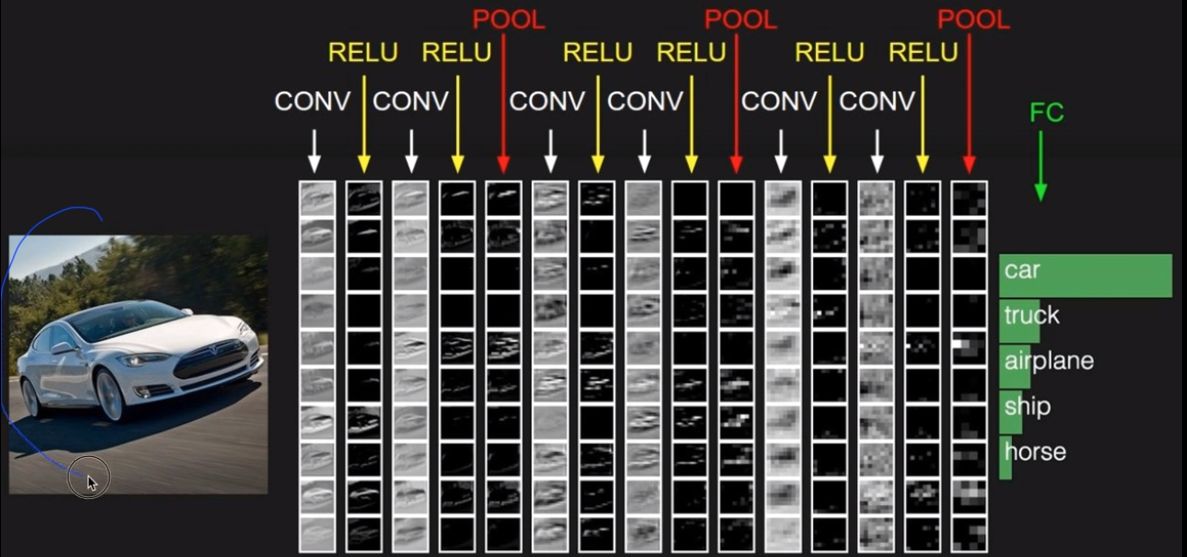 POOL POOL POOL
RELU RELU RELU RELU RELU RELU
CONV CONV CONV CONV CONV CONV
FC
car
truck
airplane
ship
horse